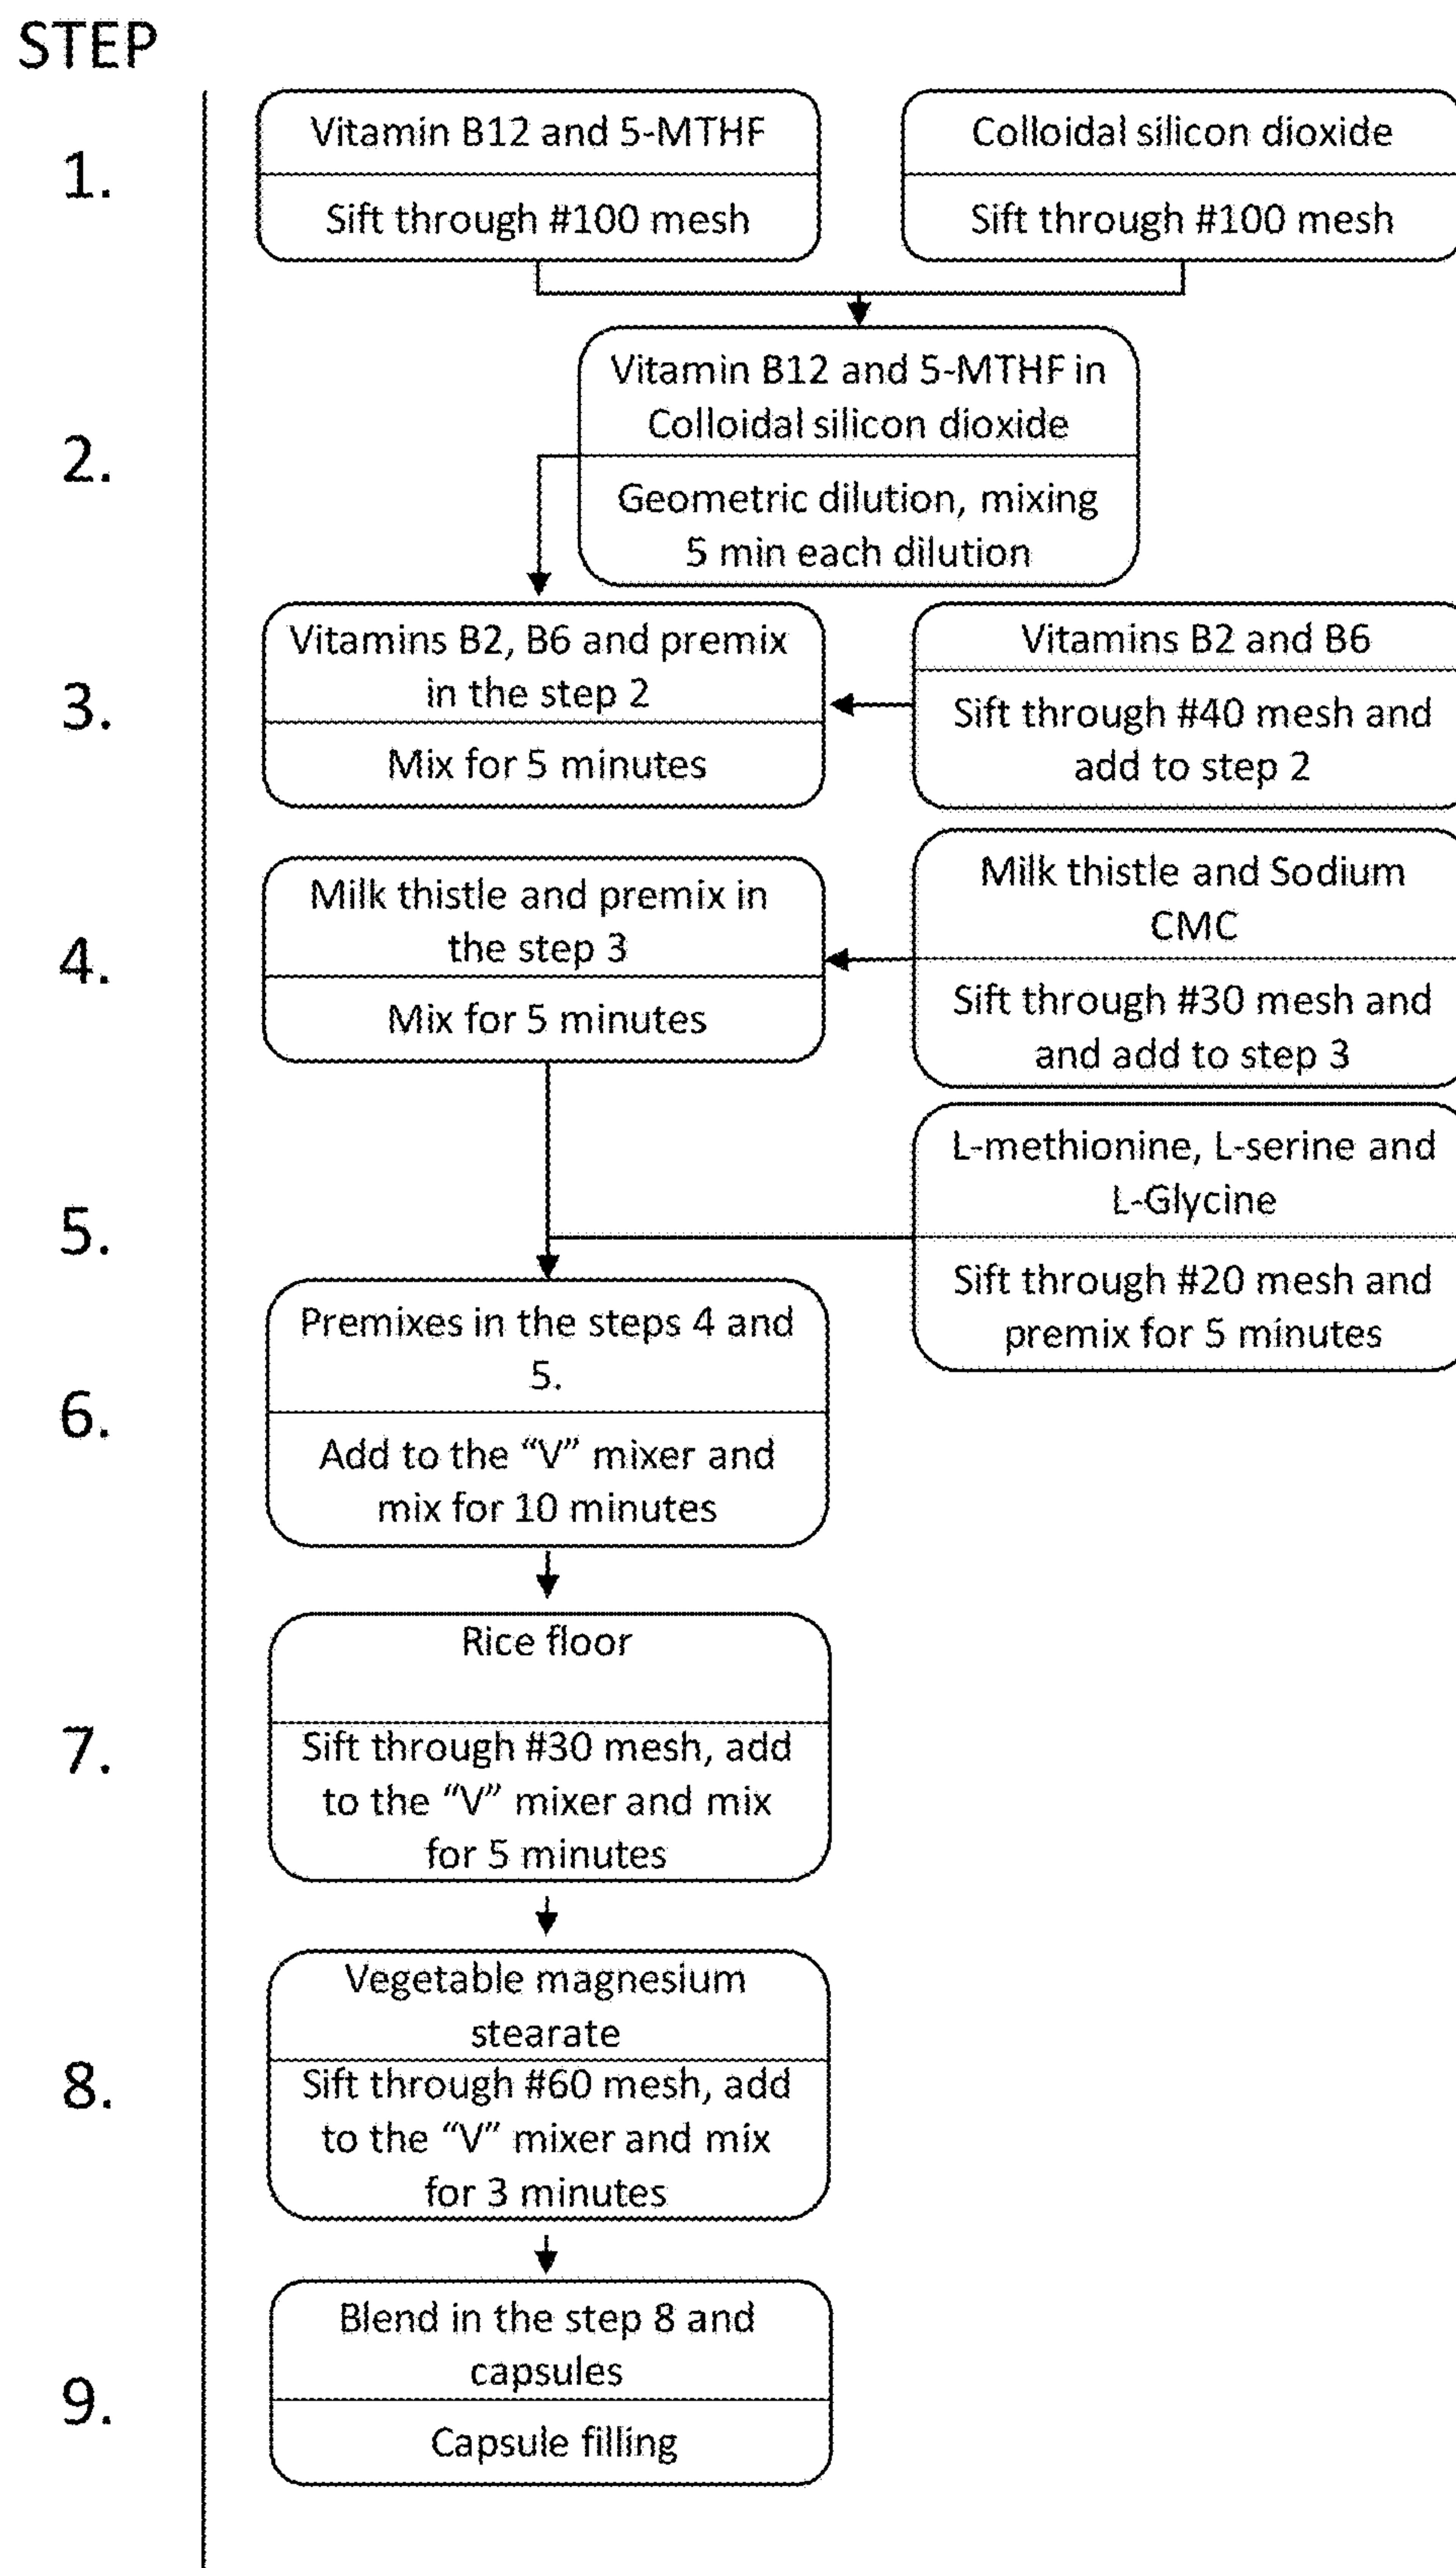 STEP
1.
Vitamin B12 and 5-MTHF
Sift through #100 mesh
Colloidal silicon dioxide
Sift through #100 mesh
2.
Vitamin B12 and 5-MTHF in
Colloidal silicon dioxide
Geometric dilution, mixing
5 min each dilution
3.
Vitamins B2, B6 and premix
in the step 2
Mix for 5 minutes
Vitamins B2 and B6
Sift through #40 mesh and
add to step 2
4.
Milk thistle and premix in
the step 3
Mix for 5 minutes
Milk thistle and Sodium
CMC
Sift through #30 mesh and
and add to step 3
5.
L-methionine, L-serine and
L-Glycine
Sift through #20 mesh and
premix for 5 minutes
6.
Premixes in the steps 4 and
5.
Add to the “V” mixer and
mix for 10 minutes
7.
Rice floor
Sift through #30 mesh, add
to the “V” mixer and mix
for 5 minutes
8.
Vegetable magnesium
stearate
Sift through #60 mesh, add
to the “V” mixer and mix
for 3 minutes
9.
Blend in the step 8 and
capsules
Capsule filling